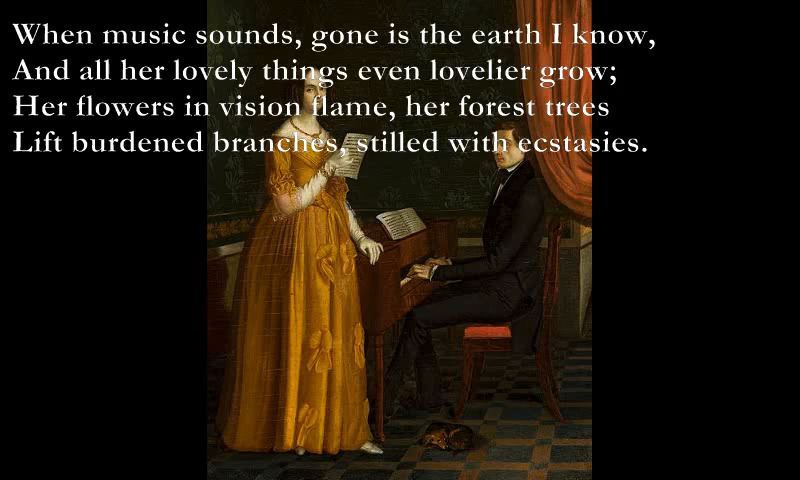 When music sounds, gone is the earth I know,
And all her lovely things even lovelier grow;
Her flowers in vision flame, her forest trees
Lift burdened branches, stilled with ecstasies.